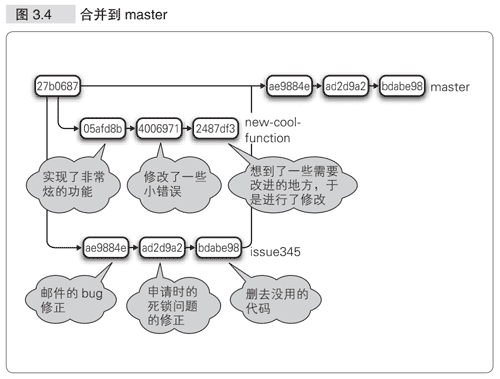 图 3.4 合并到 master
27b0687
ae9884e ad2d9a2 bdabe98 master
05afd8b 4006971 2487df3 new-cool-
function
实现了非常
炫的功能
修改了一些
小错误
想到了一些需要
改进的地方，于
是进行了修改
ae9884e ad2d9a2 bdabe98 issue345
邮件的 bug
修正
申请时的
死锁问题
的修正
删去没用的
代码